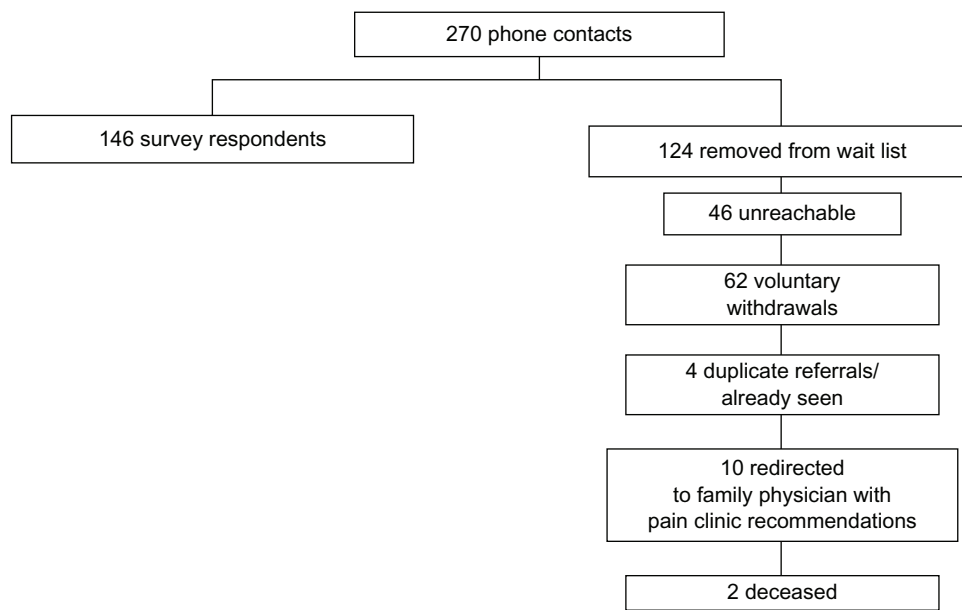 270 phone contacts
146 survey respondents
124 removed from wait list
46 unreachable
62 voluntary
withdrawals
4 duplicate referrals/
already seen
10 redirected
to family physician with
pain clinic recommendations
2 deceased